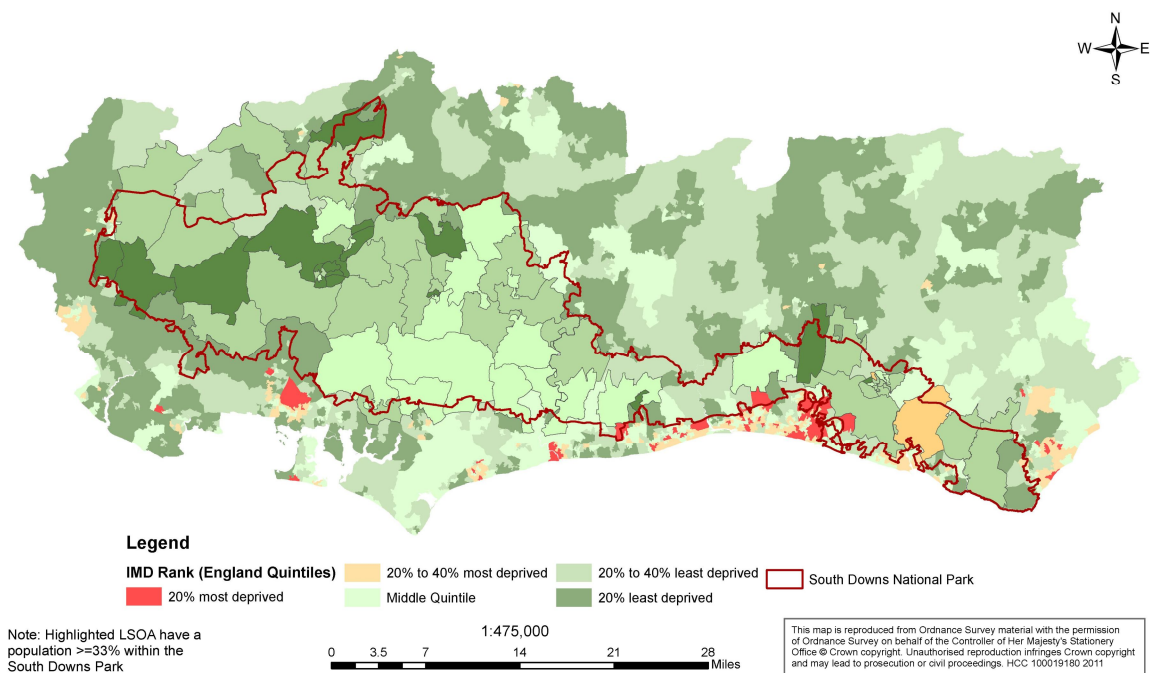 N
W E
S
Legend
IMD Rank (England Quintiles)
20% most deprived
20% to 40% most deprived
Middle Quintile
20% to 40% least deprived
20% least deprived
South Downs National Park
Note: Highlighted LSOA have a
population >=33% within the
South Downs Park
1:475,000
0 3.5 7 14 21 28
Miles
This map is reproduced from Ordnance Survey material with the permission
of Ordnance Survey on behalf of the Controller of Her Majesty's Stationery
Office © Crown copyright. Unauthorised reproduction infringes Crown copyright
and may lead to prosecution or civil proceedings. HCC 100019180 2011